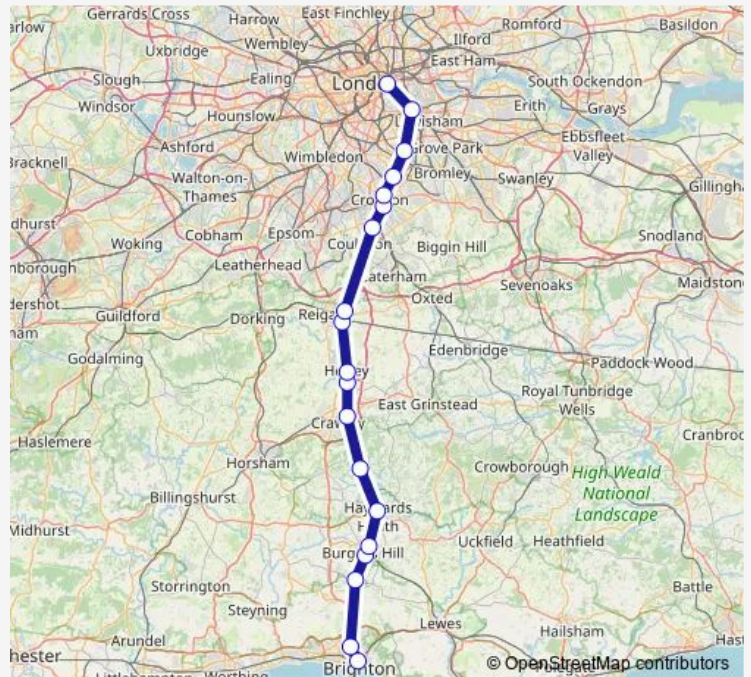 Gerrards Cross
East Finchley
Harrow
Romford
Basildon
Wembley
Ilford
Uxbridge
East Ham
Slough
Ealing
South Ockendon
Windsor
Erith
Grays
Hounslow
Ebbsfleet
Valley
Ashford
Grove Park
Bracknell
Wimbledon
Bromley
Swanley
Walton-on-
Thames
Cobham
Epsom
Snodland
Woking
Biggin Hill
Leatherhead
Sevenoaks
Oxted
Guildford
Dorking
Edenbridge
Godalming
Paddock Wood
Royal Tunbridge
Wells
East Grinstead
Haslemere
Horsham
Crowborough
High Weald
National
Landscape
Billingshurst
Midhurst
Uckfield
Heathfield
Storrington
Battle
Steyning
Lewes
Hailsham
Arundel
Brighton
© OpenStreetMap contributors